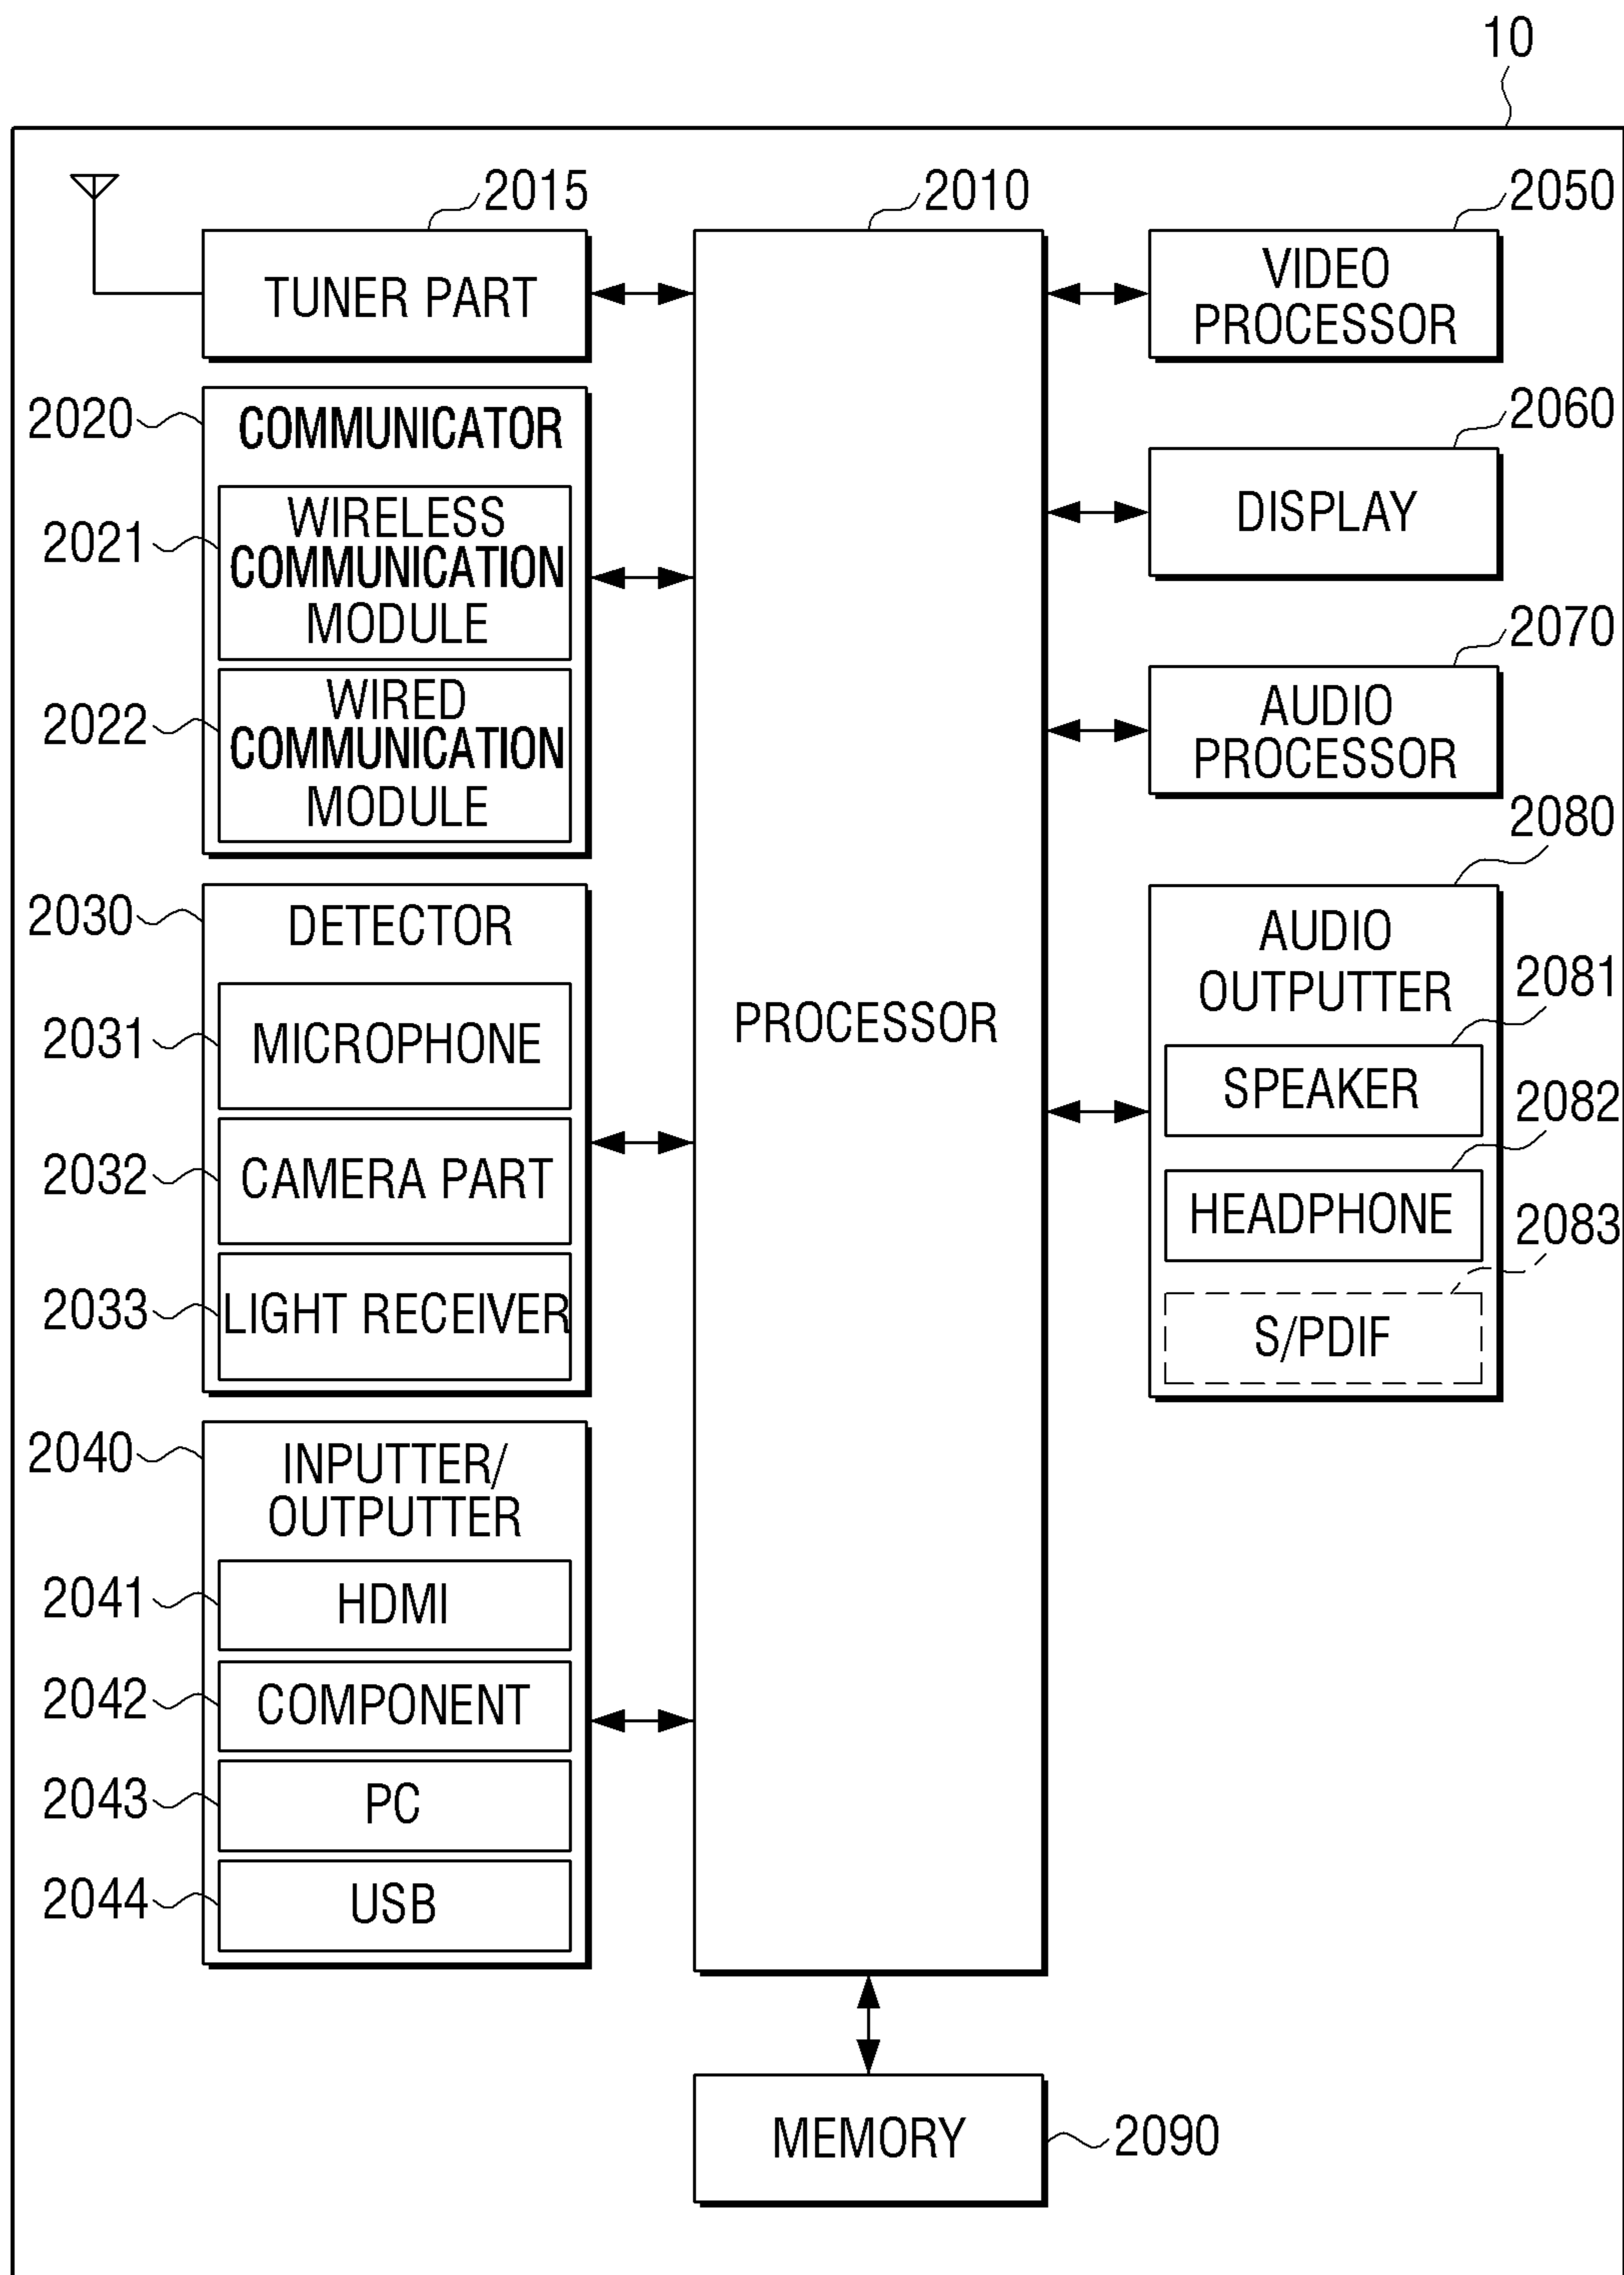 10
2015
TUNER PART
2020
COMMUNICATOR
2021
WIRELESS
COMMUNICATION
MODULE
2022
WIRED
COMMUNICATION
MODULE
2030
DETECTOR
2031
MICROPHONE
2032
CAMERA PART
2033
LIGHT RECEIVER
2040
INPUTTER/
OUTPUTTER
2041
HDMI
2042
COMPONENT
2043
PC
2044
USB
2010
PROCESSOR
2050
VIDEO
PROCESSOR
2060
DISPLAY
2070
AUDIO
PROCESSOR
2080
AUDIO
OUTPUTTER
2081
SPEAKER
2082
HEADPHONE
2083
S/PDIF
MEMORY
2090